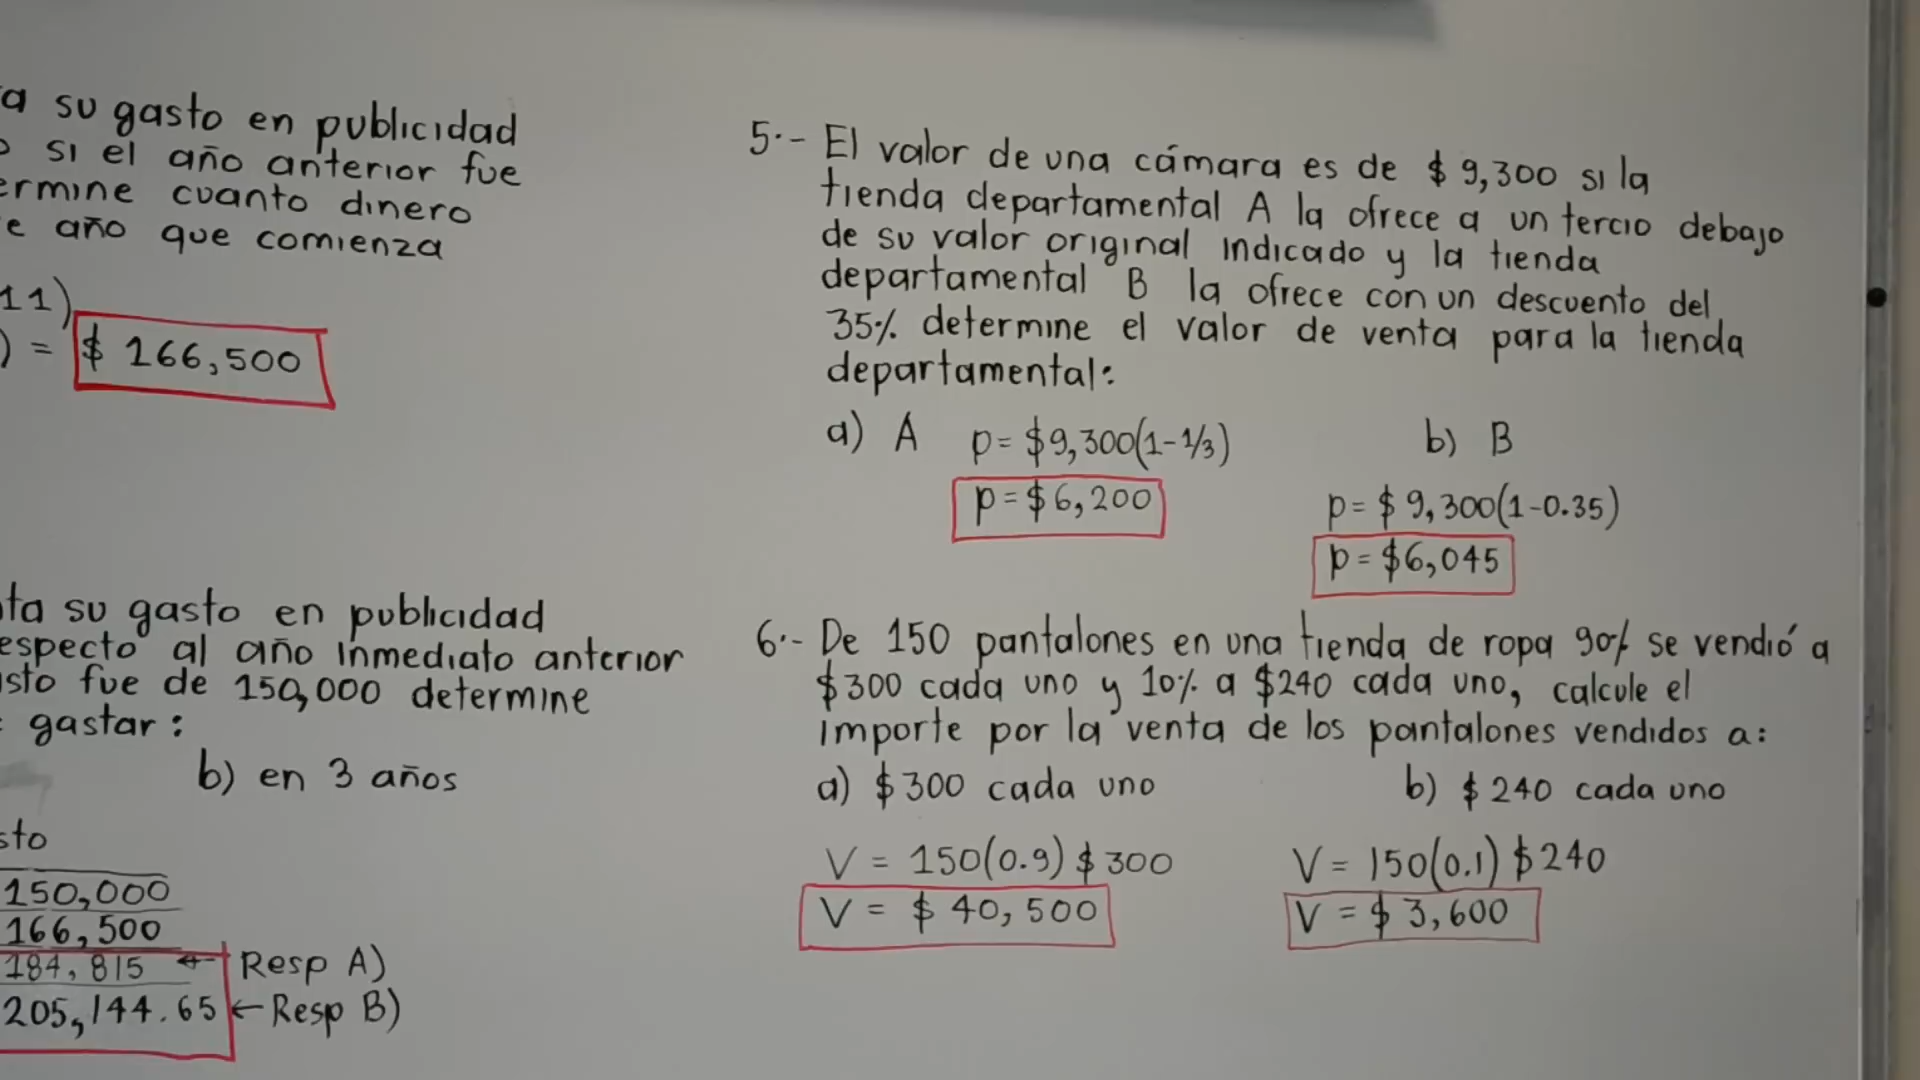 a su gasto en publicidad
si el año anterior fue
ermine cuanto dinero
e año que comienza
11)
) = $ 166,500
ta su gasto en publicidad
especto al año inmediato anterior
sto fue de 150,000 determine
gastar:
b) en 3 años
sto
150,000
166,500
184,815 ← Resp A)
205,144.65 ← Resp B)
5.- El valor de una cámara es de $ 9,300 si la
tienda departamental A la ofrece a un tercio debajo
de su valor original indicado y la tienda
departamental B la ofrece con un descuento del
35% determine el valor de venta para la tienda
departamental:
a) A p = $9,300(1-1/3)
p = $6,200
b) B
p = $ 9,300(1-0.35)
p = $6,045
6.- De 150 pantalones en una tienda de ropa 90% se vendió a
$300 cada uno y 10% a $240 cada uno, calcule el
importe por la venta de los pantalones vendidos a:
a) $300 cada uno
V = 150(0.9) $300
V = $ 40,500
b) $ 240 cada uno
V = 150(0.1) $240
V = $ 3,600